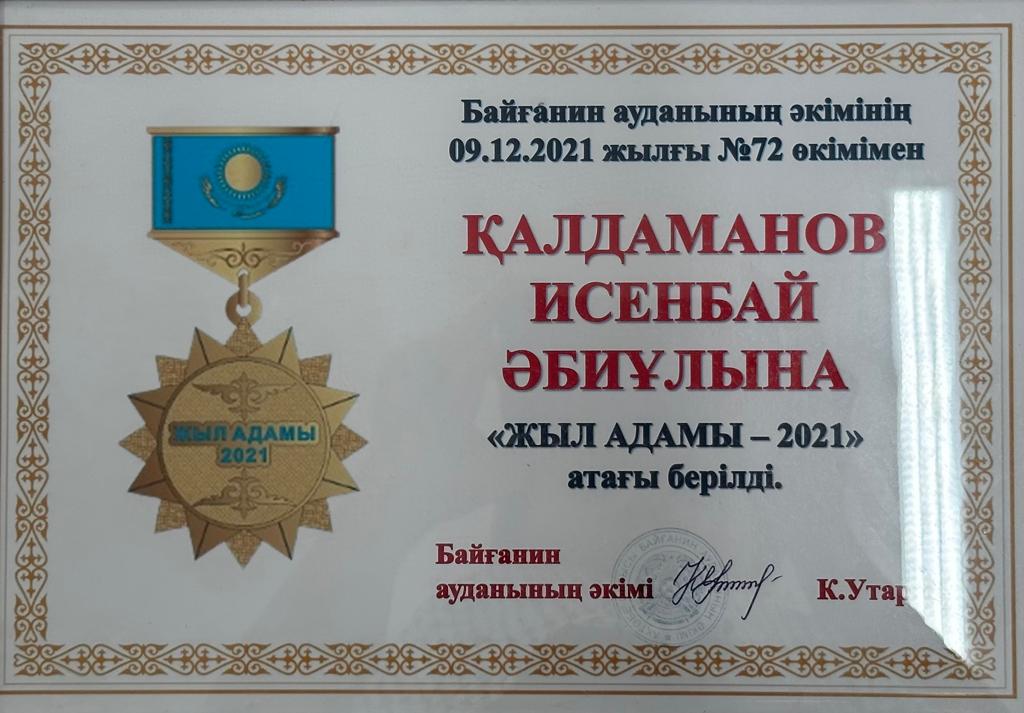 Байғанин ауданының әкімінің
09.12.2021 жылғы №72 өкімімен
ҚАЛДАМАНОВ
ИСЕНБАЙ
ӘБИҰЛЫНА
«ЖЫЛ АДАМЫ – 2021»
атағы берілді.
ЖЫЛ АДАМЫ
2021
Байғанин
ауданының әкімі